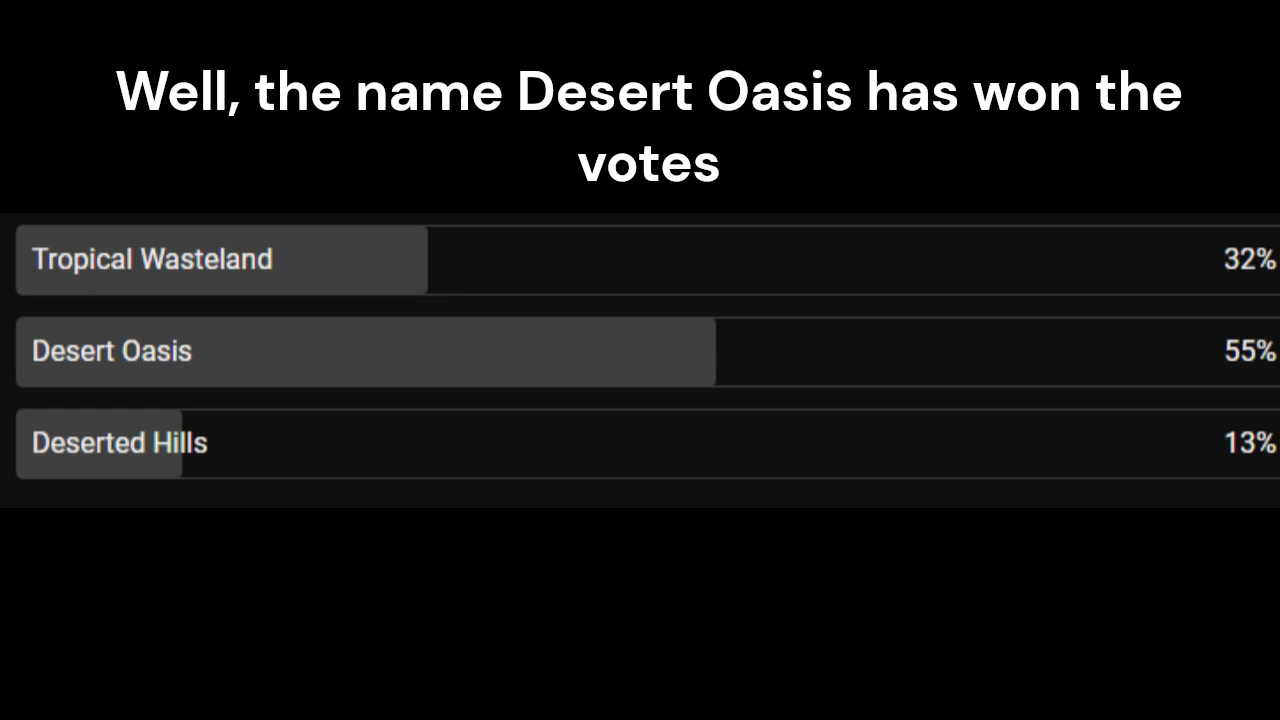 Well, the name Desert Oasis has won the
votes
Tropical Wasteland 32%
Desert Oasis 55%
Deserted Hills 13%